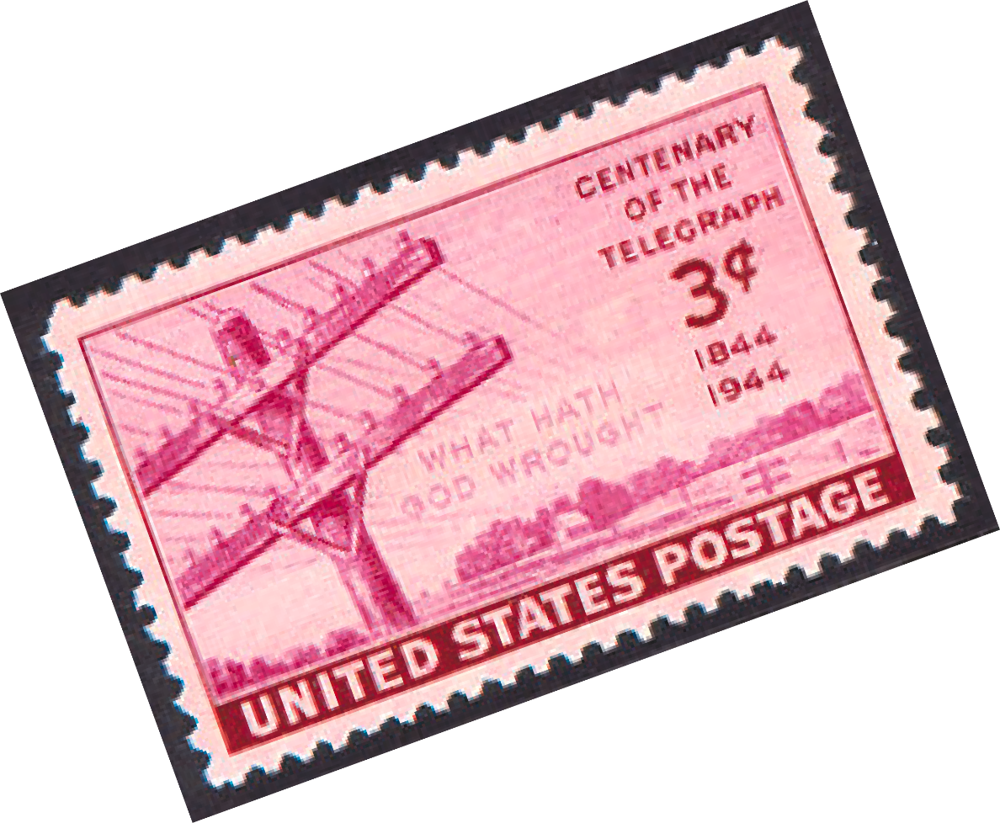 CENTENARY
OF THE
TELEGRAPH
3¢
1844
1944
WHAT HATH
GOD WROUGHT
UNITED STATES POSTAGE